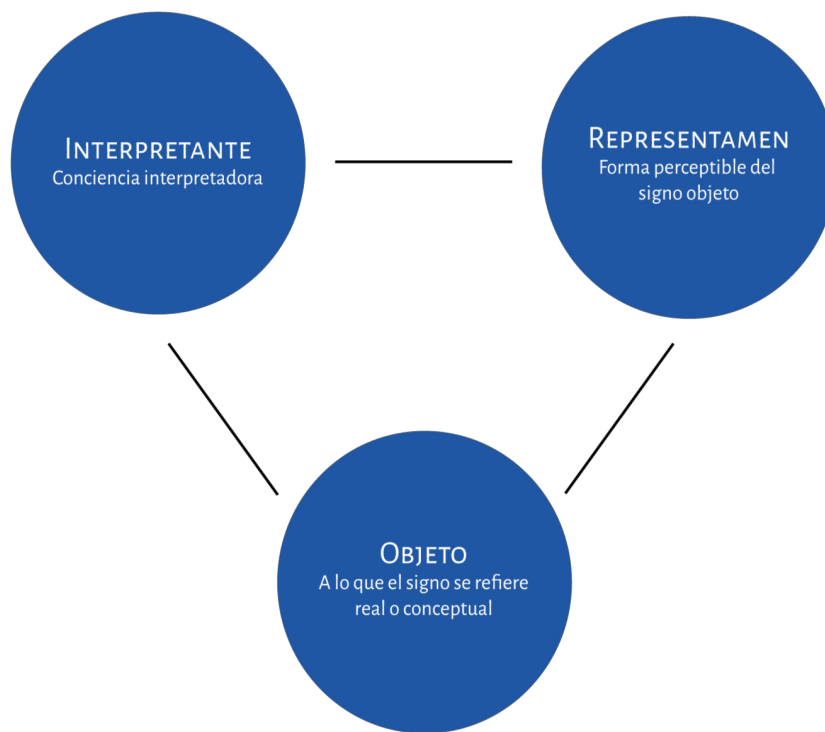 INTERPRETANTE
Conciencia interpretadora
REPRESENTAMEN
Forma perceptible del
signo objeto
OBJETO
A lo que el signo se refiere
real o conceptual